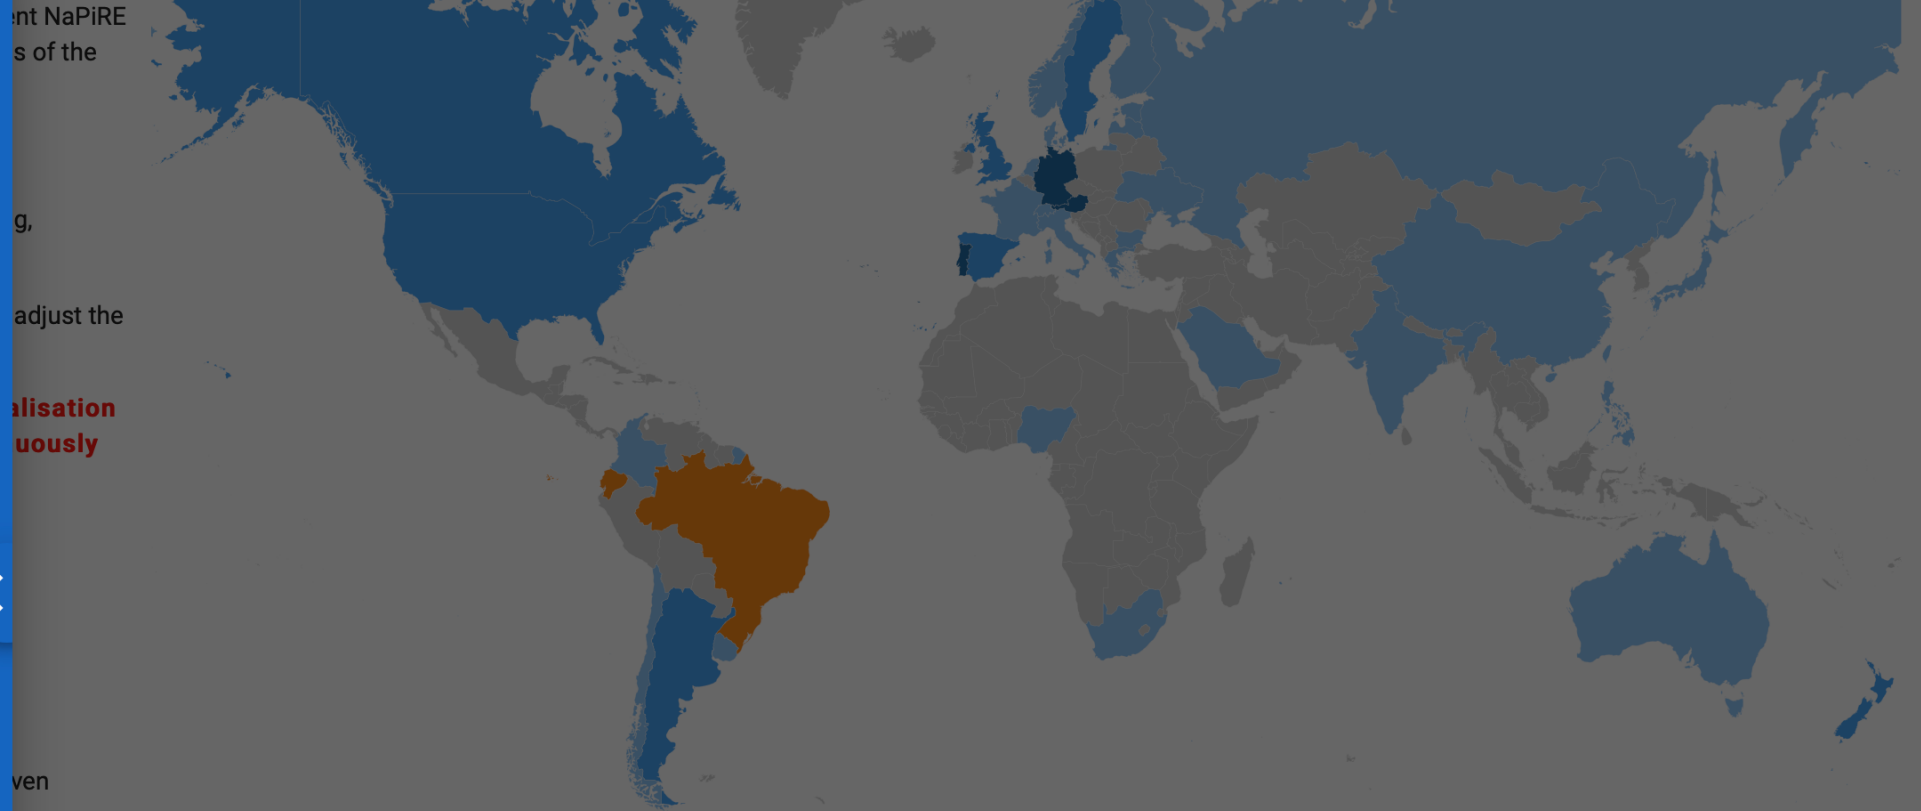 ent NaPiRE
s of the
g,
adjust the
alisation
uously
ven